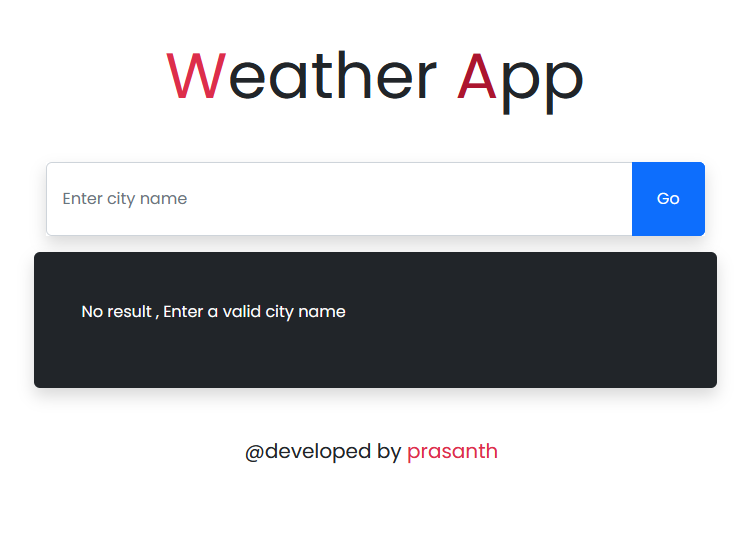 Weather App
Enter city name
Go
No result , Enter a valid city name
@developed by prasanth